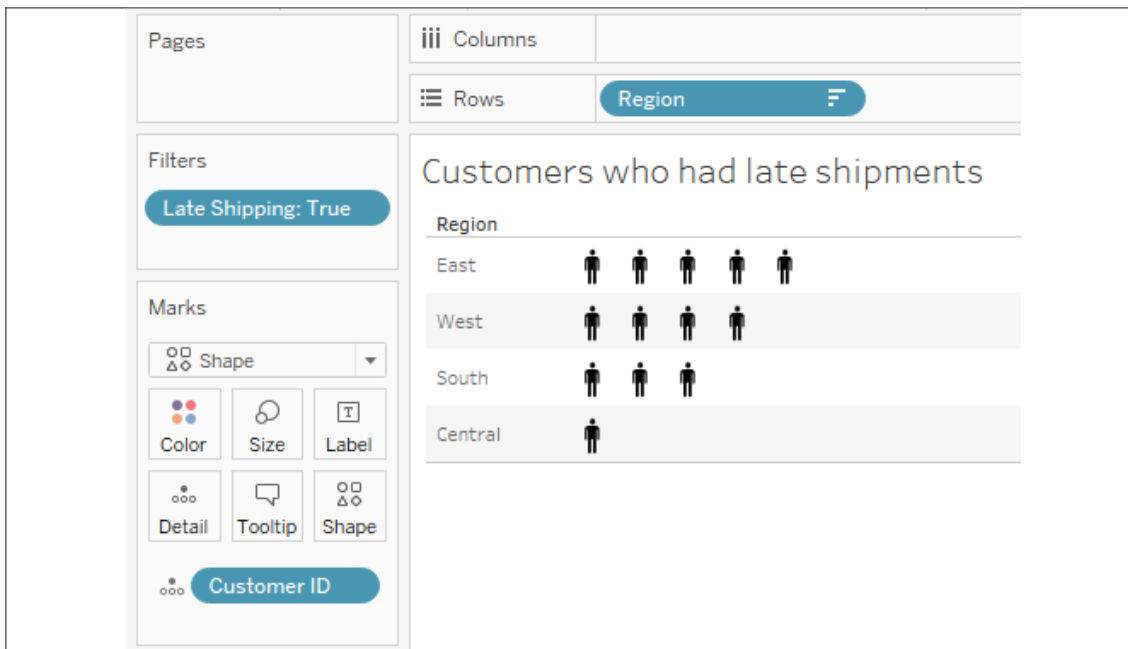 Pages
Columns
Rows
Region
Filters
Late Shipping: True
Customers who had late shipments
Region
East
West
South
Central
Marks
Shape
Color
Size
T
Label
Detail
Tooltip
Shape
Customer ID